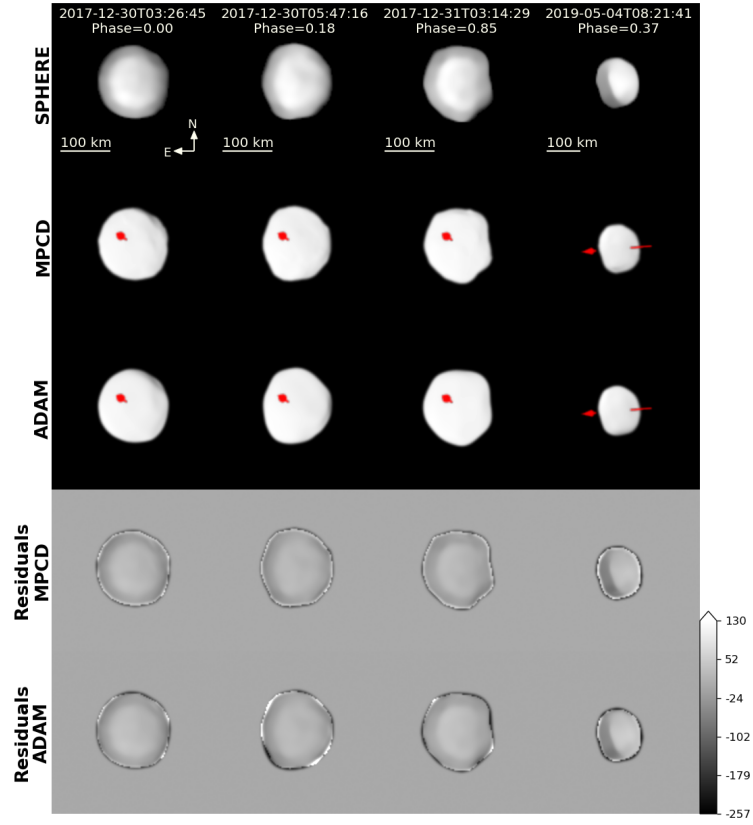 2017-12-30T03:26:45 2017-12-30T05:47:16 2017-12-31T03:14:29 2019-05-04T08:21:41
Phase=0.00 Phase=0.18 Phase=0.85 Phase=0.37
SPHERE
N
E
100 km 100 km 100 km 100 km
MPCD
ADAM
Residuals
MPCD
Residuals
ADAM
130
52
-24
-102
-179
-257